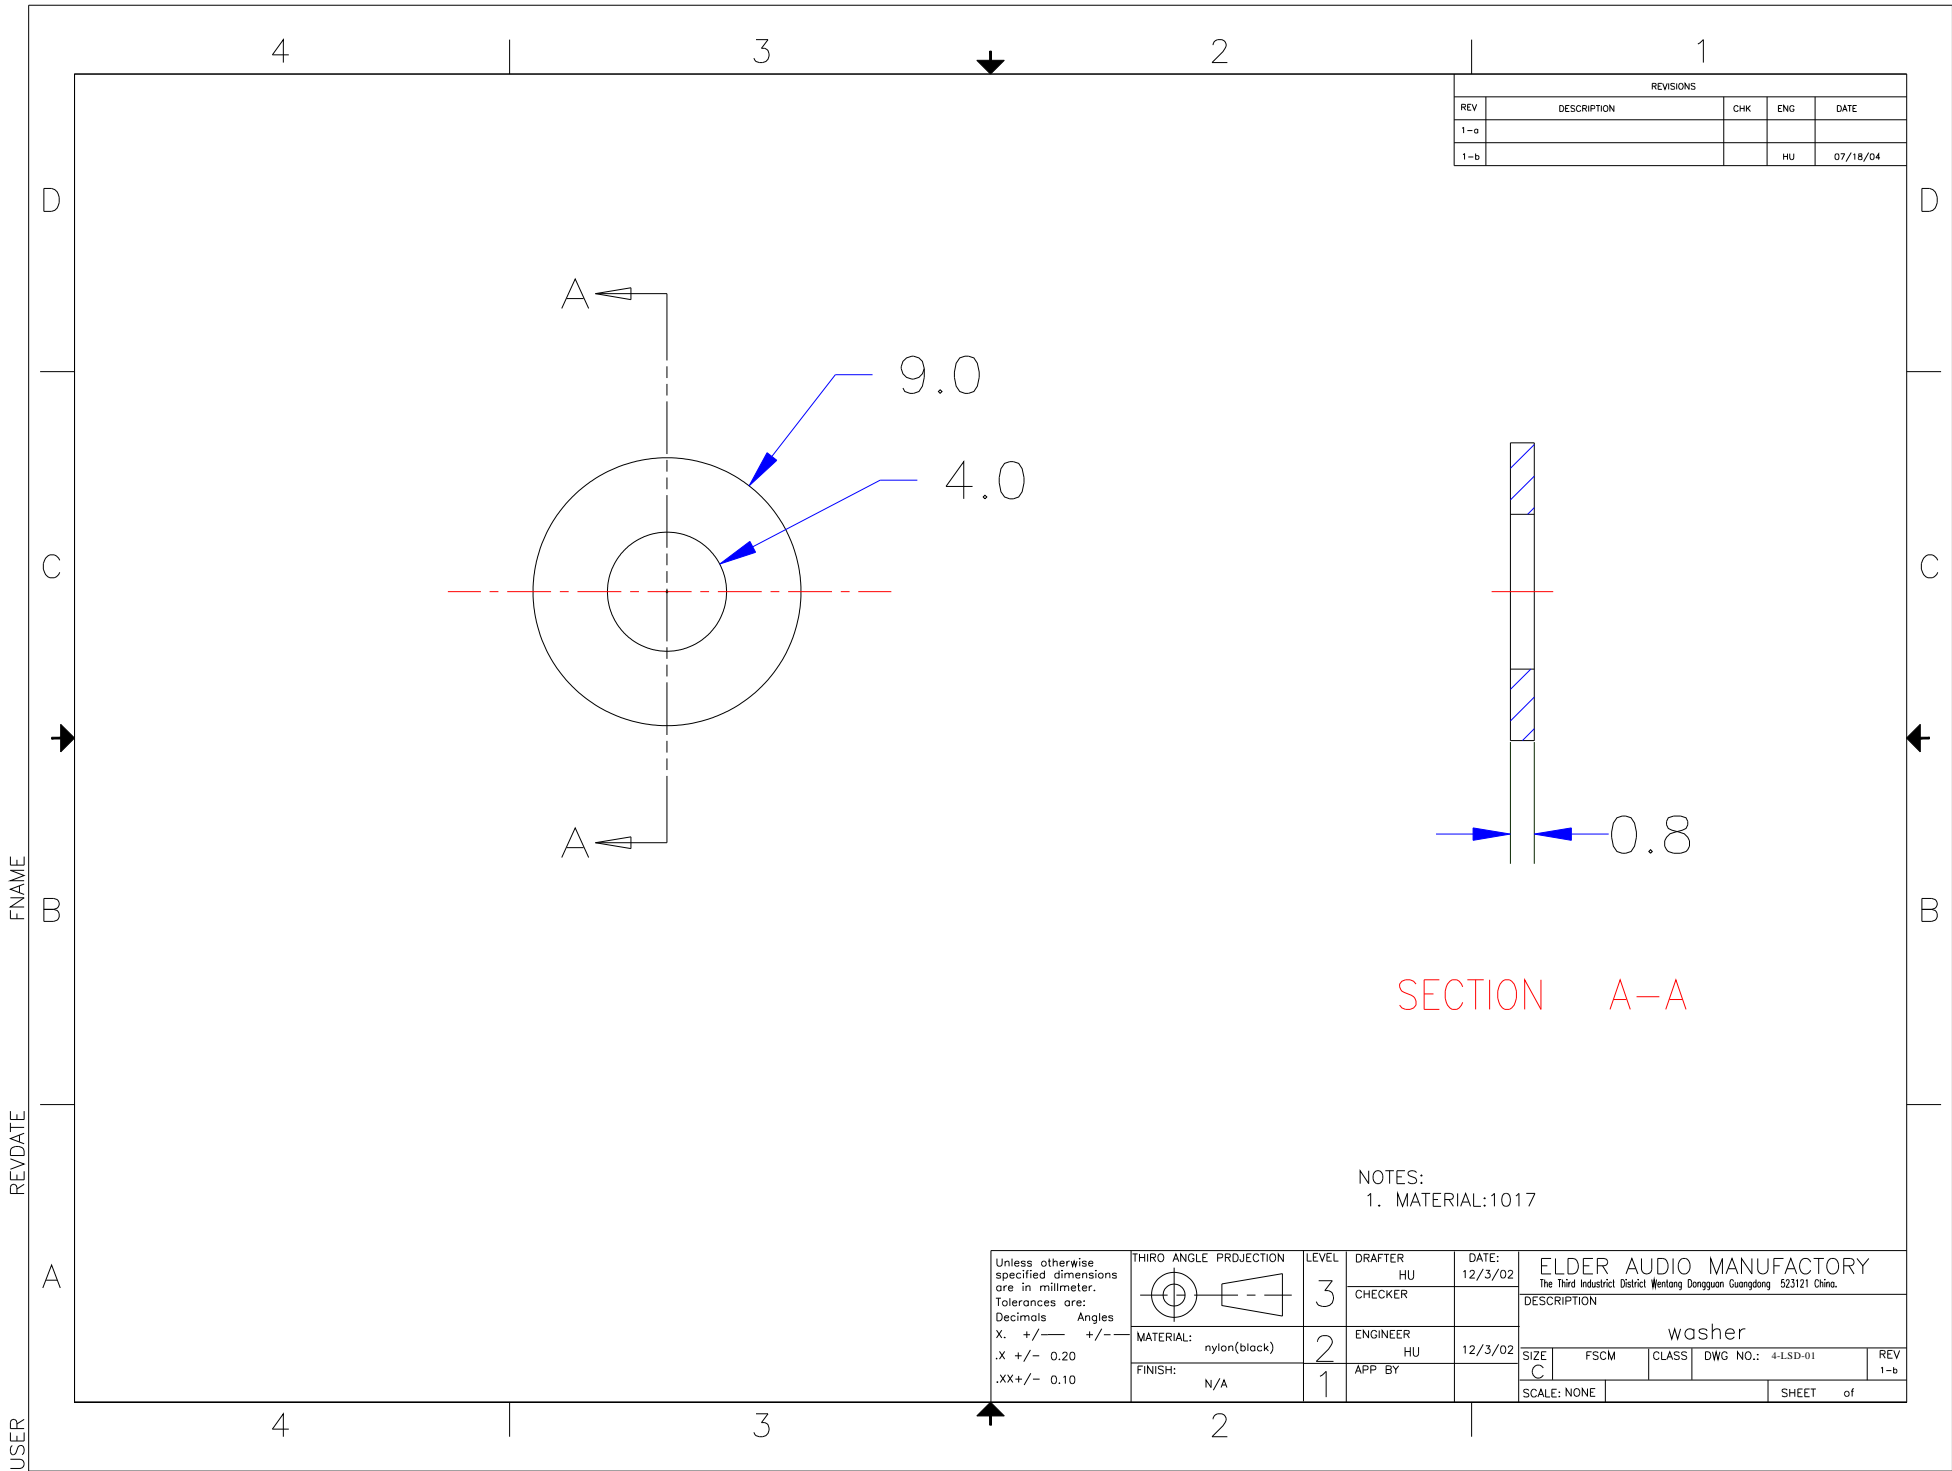 4 3 2 1
REVISIONS
REV DESCRIPTION CHK ENG DATE
1-a
1-b HU 07/18/04
D D
A
9.0
4.0
C C
A
0.8
FNAME
B B
SECTION A-A
REVDATE
NOTES:
1. MATERIAL:1017
A
Unless otherwise
specified dimensions
are in millmeter.
Tolerances are:
Decimals Angles
X. +/-— +/-—
.X +/- 0.20
.XX+/- 0.10
THIRO ANGLE PRDJECTION
MATERIAL:
nylon(black)
FINISH:
N/A
LEVEL
3
2
1
DRAFTER
HU
DATE:
12/3/02
CHECKER
ENGINEER
HU
12/3/02
APP BY
ELDER AUDIO MANUFACTORY
The Third Industrict District Wentang Dongguan Guangdong 523121 China.
DESCRIPTION
washer
SIZE
C
FSCM
CLASS
DWG NO.: 4-LSD-01
REV
1-b
SCALE: NONE
SHEET of
USER
4 3 2